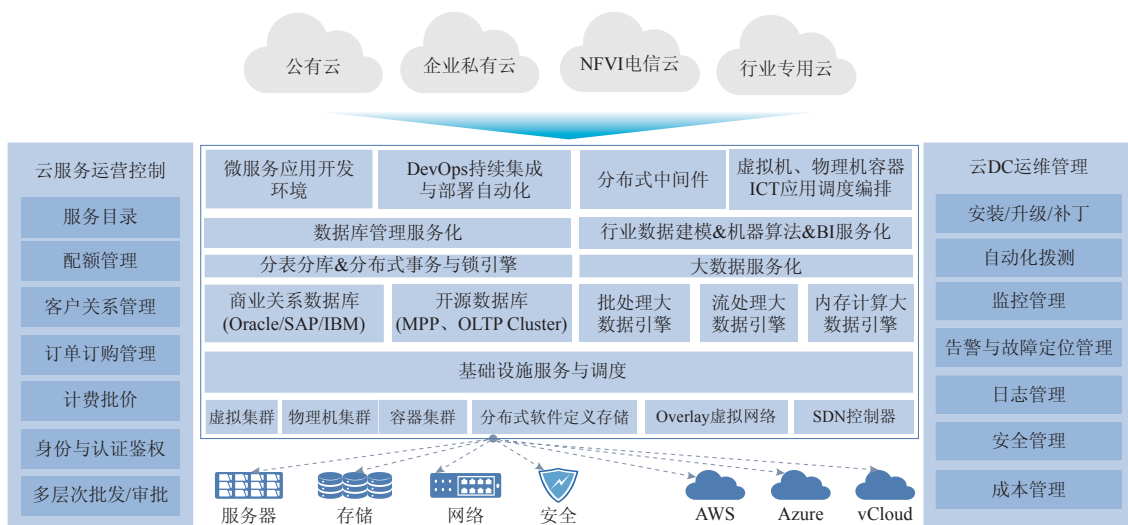 公有云
企业私有云
NFVI电信云
行业专用云
云服务运营控制
服务目录
配额管理
客户关系管理
订单订购管理
计费批价
身份与认证鉴权
多层次批发/审批
微服务应用开发
环境
DevOps持续集成
与部署自动化
分布式中间件
虚拟机、物理机容器
ICT应用调度编排
数据库管理服务化
行业数据建模&机器算法&BI服务化
分表分库&分布式事务与锁引擎
大数据服务化
商业关系数据库
(Oracle/SAP/IBM)
开源数据库
(MPP、OLTP Cluster)
批处理大
数据引擎
流处理大
数据引擎
内存计算大
数据引擎
基础设施服务与调度
虚拟集群
物理机集群
容器集群
分布式软件定义存储
Overlay虚拟网络
SDN控制器
服务器
存储
网络
安全
AWS
Azure
vCloud
云DC运维管理
安装/升级/补丁
自动化拨测
监控管理
告警与故障定位管理
日志管理
安全管理
成本管理